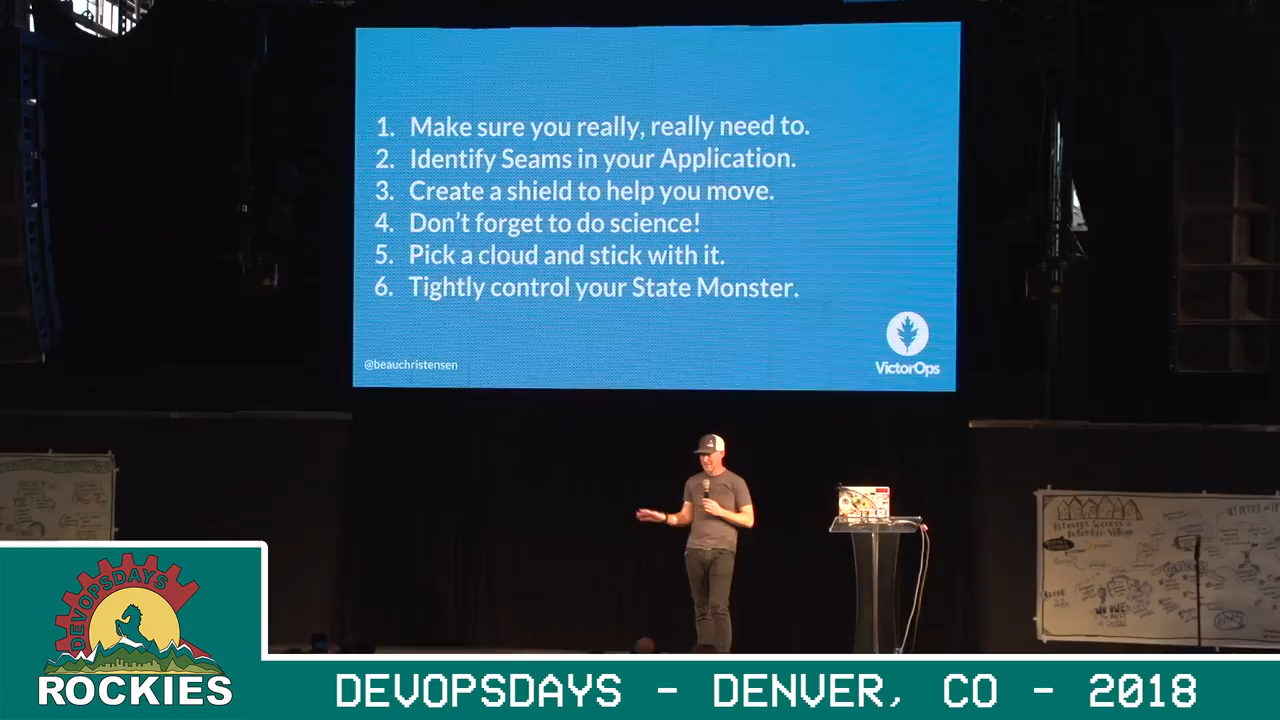 1. Make sure you really, really need to.
2. Identify Seams in your Application.
3. Create a shield to help you move.
4. Don't forget to do science!
5. Pick a cloud and stick with it.
6. Tightly control your State Monster.
@beauchristensen
VictorOps
DEVOPSDAYS
ROCKIES
DEVOPSDAYS - DENVER, CO - 2018